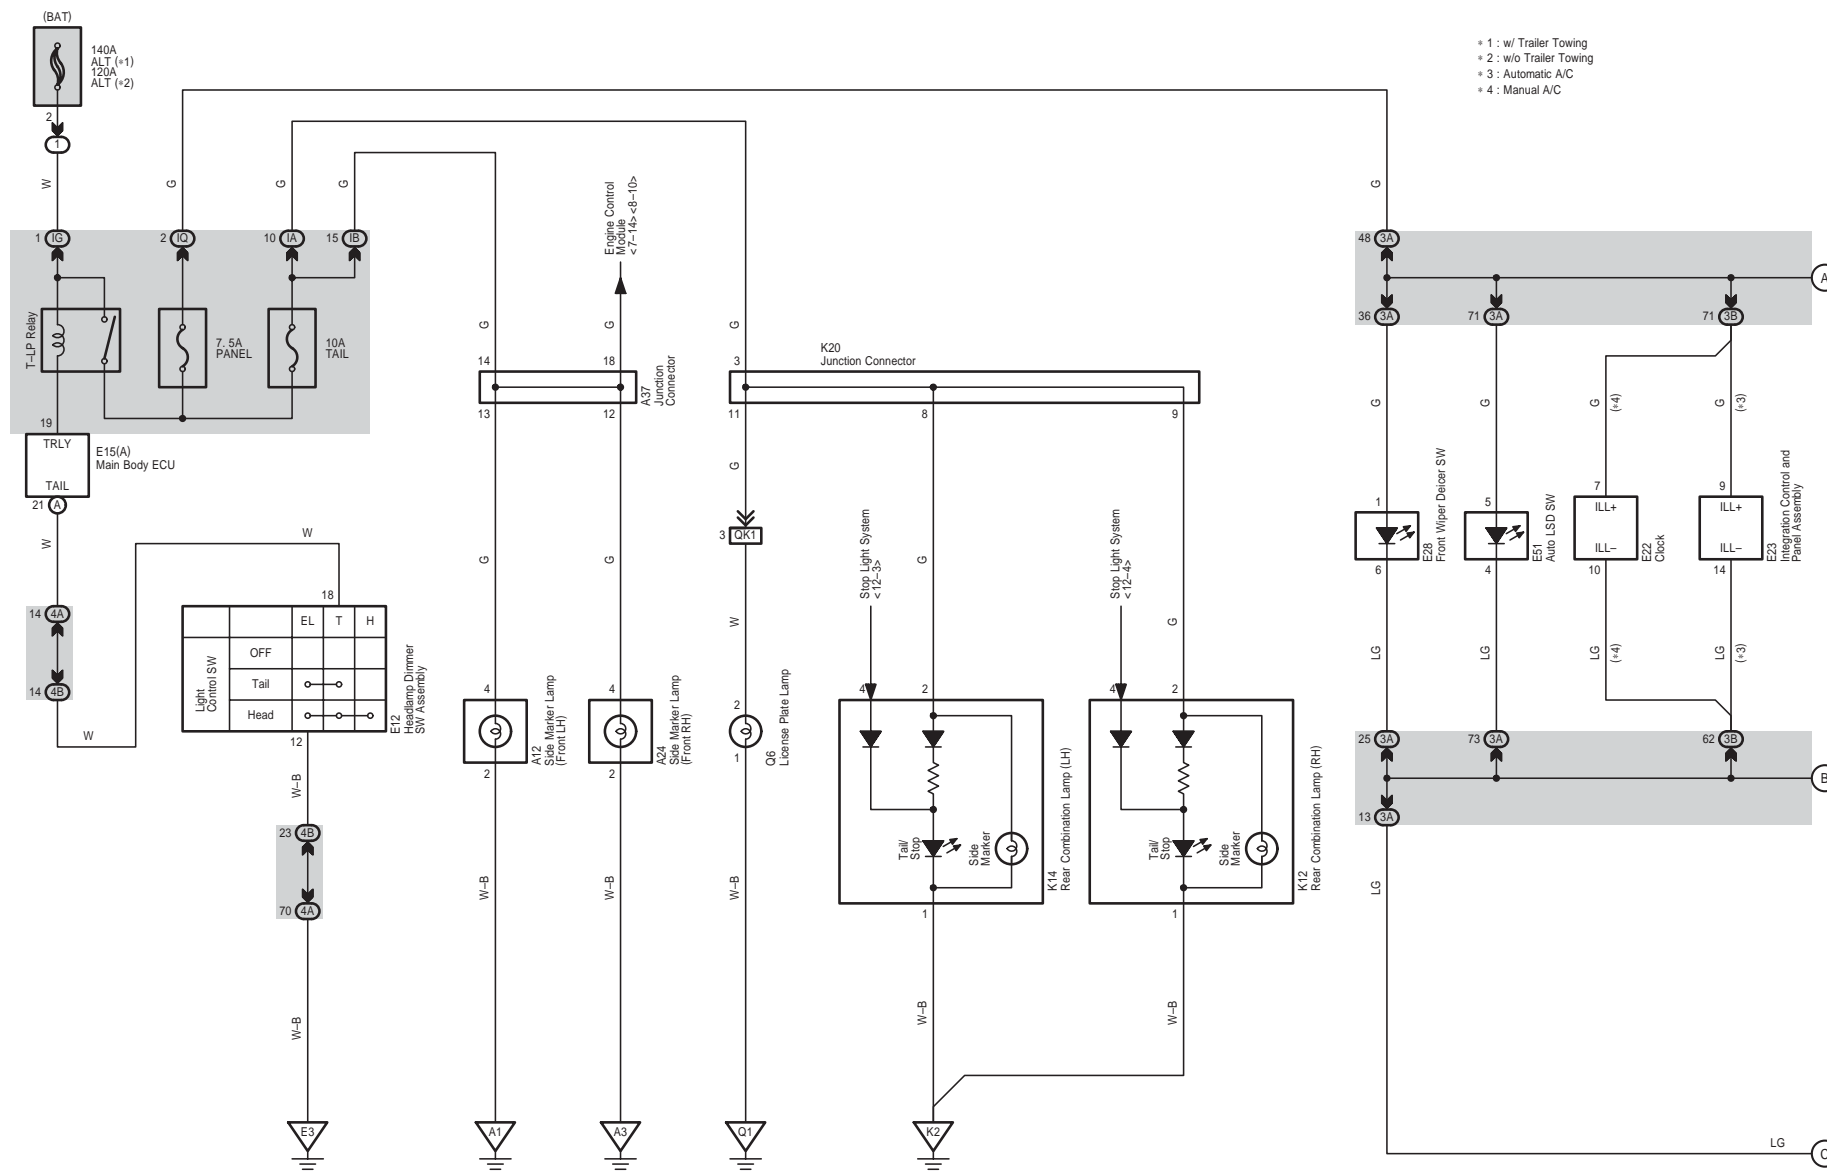 (BAT)
140A
ALT (∗1)
120A
ALT (∗2)
∗ 1 : w/ Trailer Towing
∗ 2 : w/o Trailer Towing
∗ 3 : Automatic A/C
∗ 4 : Manual A/C
2
1
W
G
G
G
G
1 IG
2 IQ
10 IA
15 IB
Engine Control
Module
<7–14><8–10>
48 3A
A
T–LP Relay
7. 5A
PANEL
10A
TAIL
36 3A
71 3A
71 3B
G
G
G
14
18
A37
Junction
Connector
13
12
K20
Junction Connector
3
11
8
9
19
TRLY
TAIL
E15(A)
Main Body ECU
21 A
W
W
G
G
G
(∗4)
G
(∗3)
G
3 QK1
Stop Light System
<12–3>
Stop Light System
<12–4>
G
G
G
G
W
1
6
E28
Front Wiper Deicer SW
5
4
E51
Auto LSD SW
7
ILL+
ILL–
10
E22
Clock
9
ILL+
ILL–
14
E23
Integration Control and
Panel Assembly
14 4A
14 4B
W
18
EL T H
Light
Control SW
OFF
Tail
Head
E12
Headlamp Dimmer
SW Assembly
12
LG
LG
LG
(∗4)
LG
(∗3)
4
2
A12
Side Marker Lamp
(Front LH)
4
2
A24
Side Marker Lamp
(Front RH)
2
1
Q6
License Plate Lamp
4
2
Tail/
Stop
Side
Marker
1
K14
Rear Combination Lamp (LH)
4
2
Tail/
Stop
Side
Marker
1
K12
Rear Combination Lamp (RH)
25 3A
73 3A
62 3B
B
13 3A
W–B
23 4B
70 4A
W–B
W–B
W–B
W–B
LG
W–B
W–B
E3
A1
A3
Q1
K2
LG
C